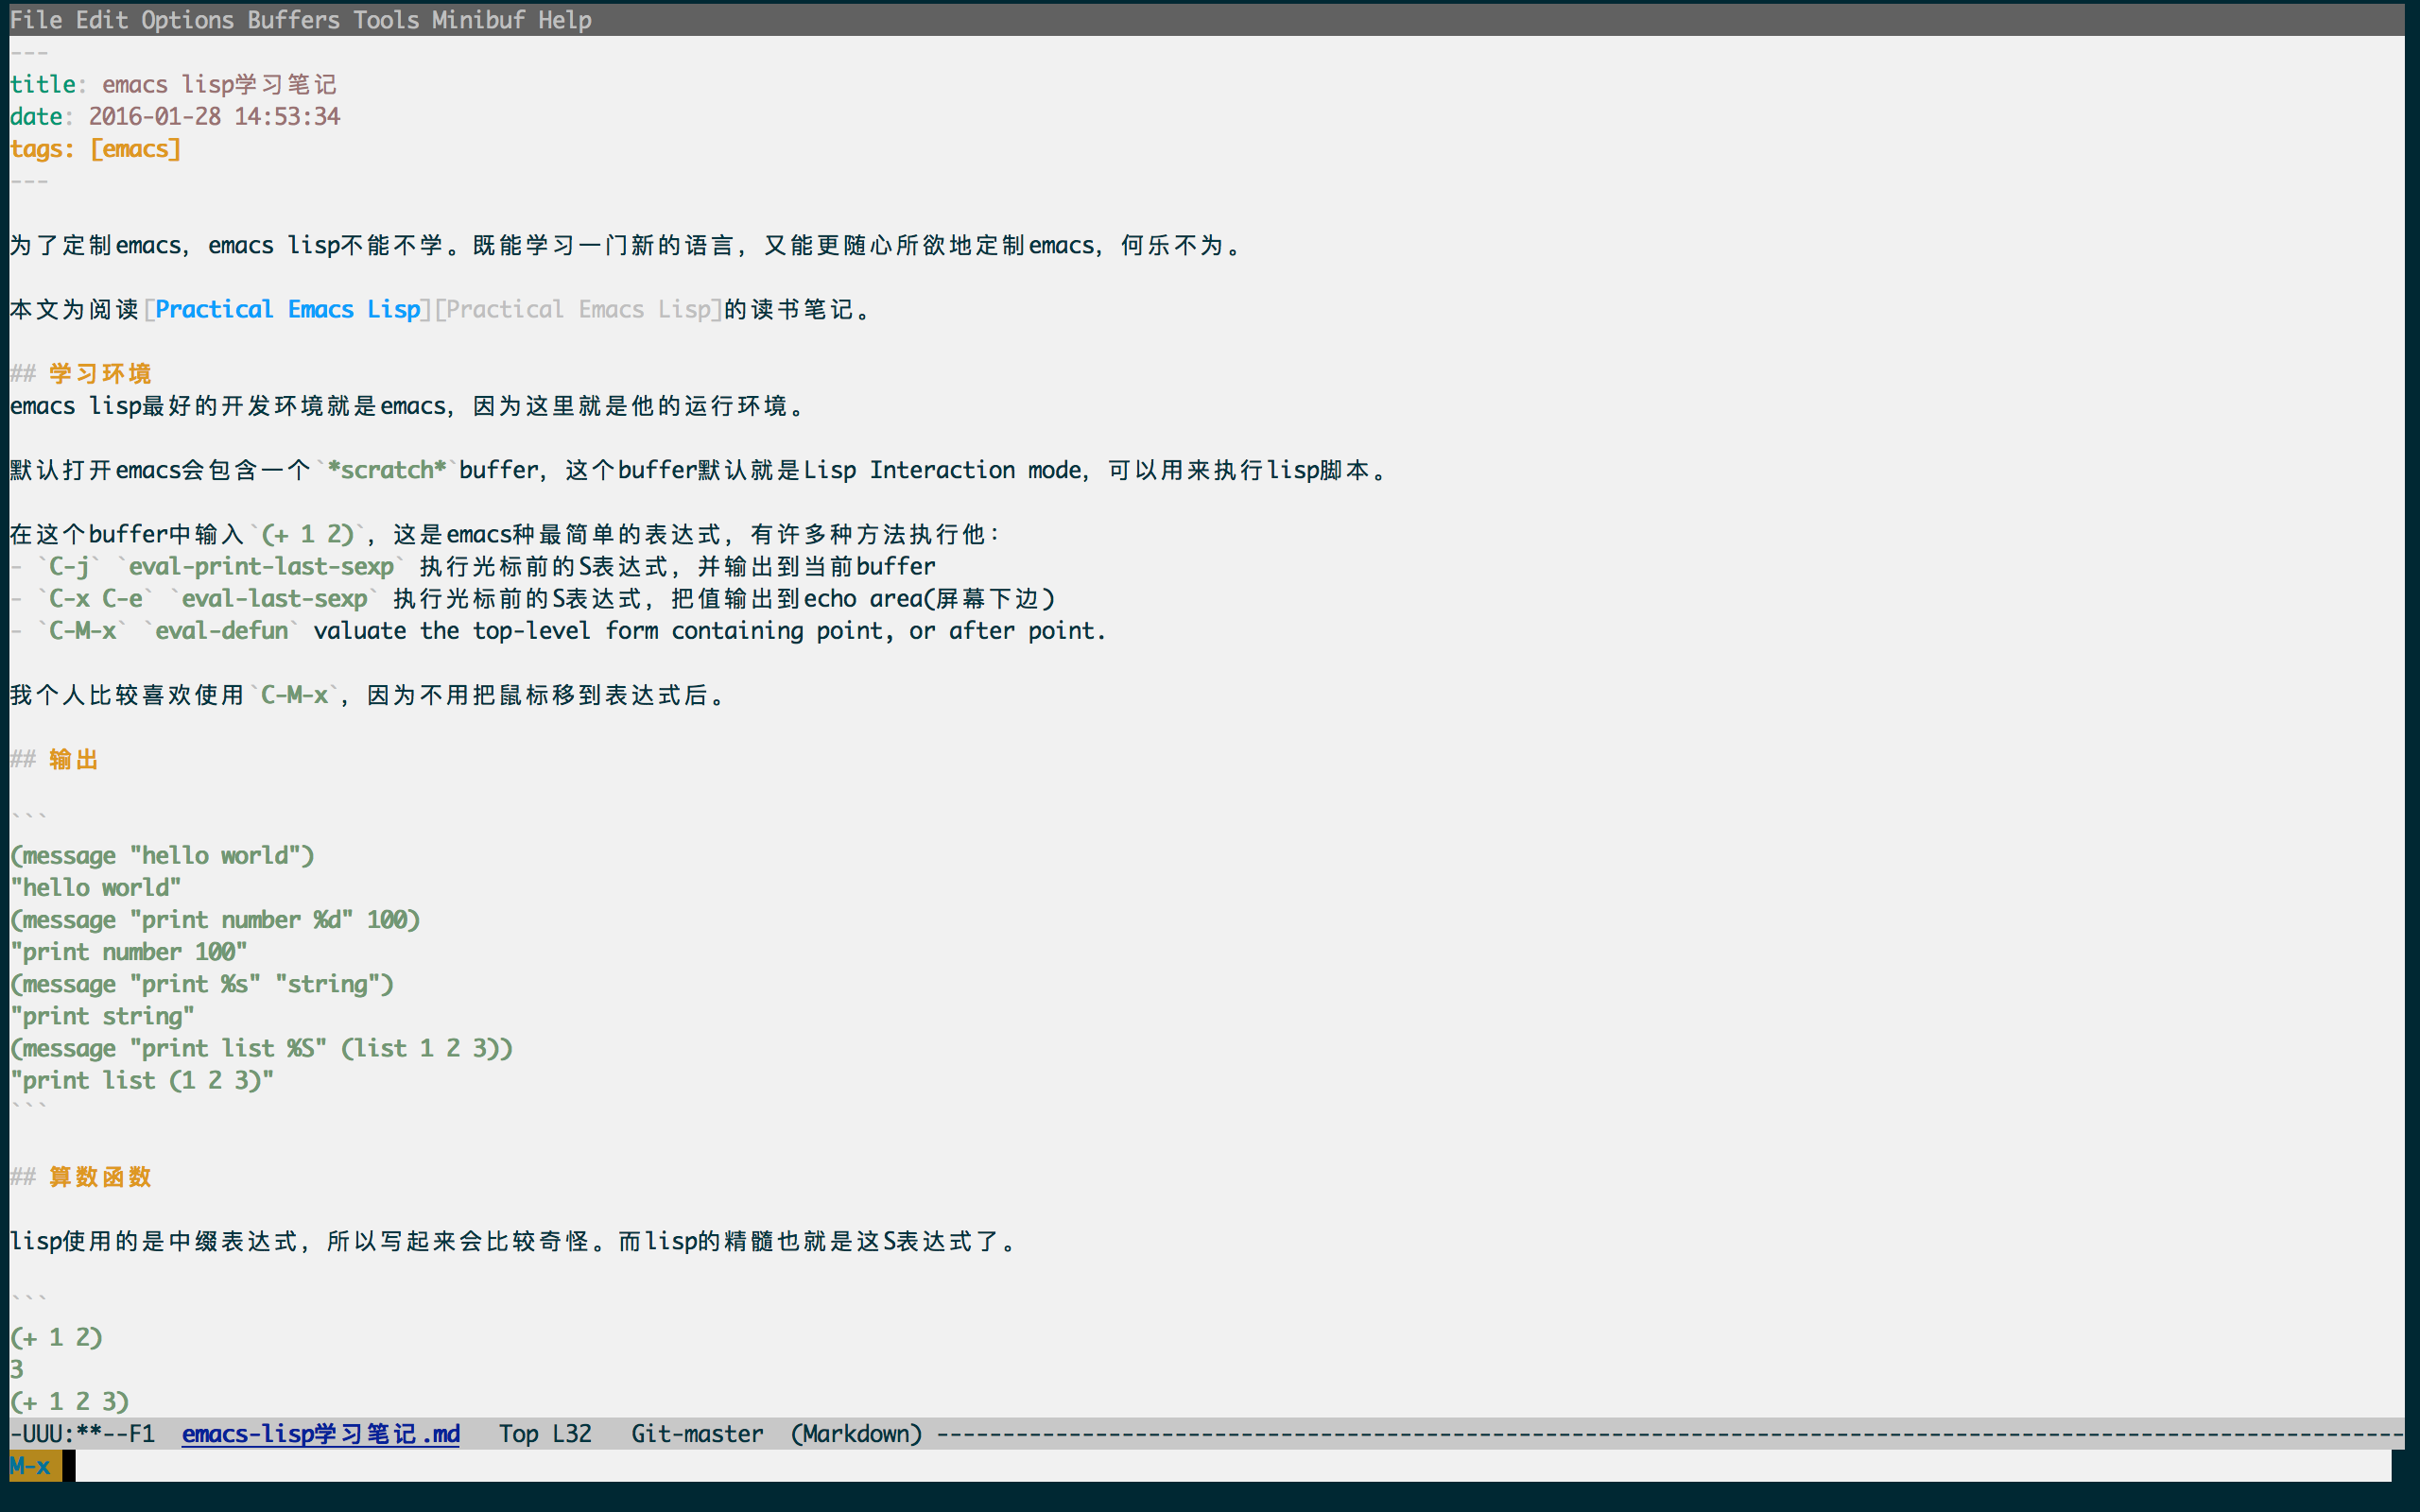 File Edit Options Buffers Tools Minibuf Help
---
title: emacs lisp学习笔记
date: 2016-01-28 14:53:34
tags: [emacs]
---
为了定制emacs, emacs lisp不能不学。既能学习一门新的语言, 又能更随心所欲地定制emacs, 何乐不为。
本文为阅读[Practical Emacs Lisp][Practical Emacs Lisp]的读书笔记。
## 学习环境
emacs lisp最好的开发环境就是emacs, 因为这里就是他的运行环境。
默认打开emacs会包含一个`*scratch*`buffer, 这个buffer默认就是Lisp Interaction mode, 可以用来执行lisp脚本。
在这个buffer中输入`(+ 1 2)`, 这是emacs种最简单的表达式, 有许多种方法执行他:
- `C-j` `eval-print-last-sexp` 执行光标前的S表达式, 并输出到当前buffer
- `C-x C-e` `eval-last-sexp` 执行光标前的S表达式, 把值输出到echo area(屏幕下边)
- `C-M-x` `eval-defun` valuate the top-level form containing point, or after point.
我个人比较喜欢使用`C-M-x`, 因为不用把鼠标移到表达式后。
## 输出
```
(message "hello world")
"hello world"
(message "print number %d" 100)
"print number 100"
(message "print %s" "string")
"print string"
(message "print list %S" (list 1 2 3))
"print list (1 2 3)"
```
## 算数函数
lisp使用的是中缀表达式, 所以写起来会比较奇怪。而lisp的精髓也就是这S表达式了。
```
(+ 1 2)
3
(+ 1 2 3)
-UUU:**--F1  emacs-lisp学习笔记.md   Top L32   Git-master  (Markdown) ---------------------------------------------------------------------------------------------------------------
M-x